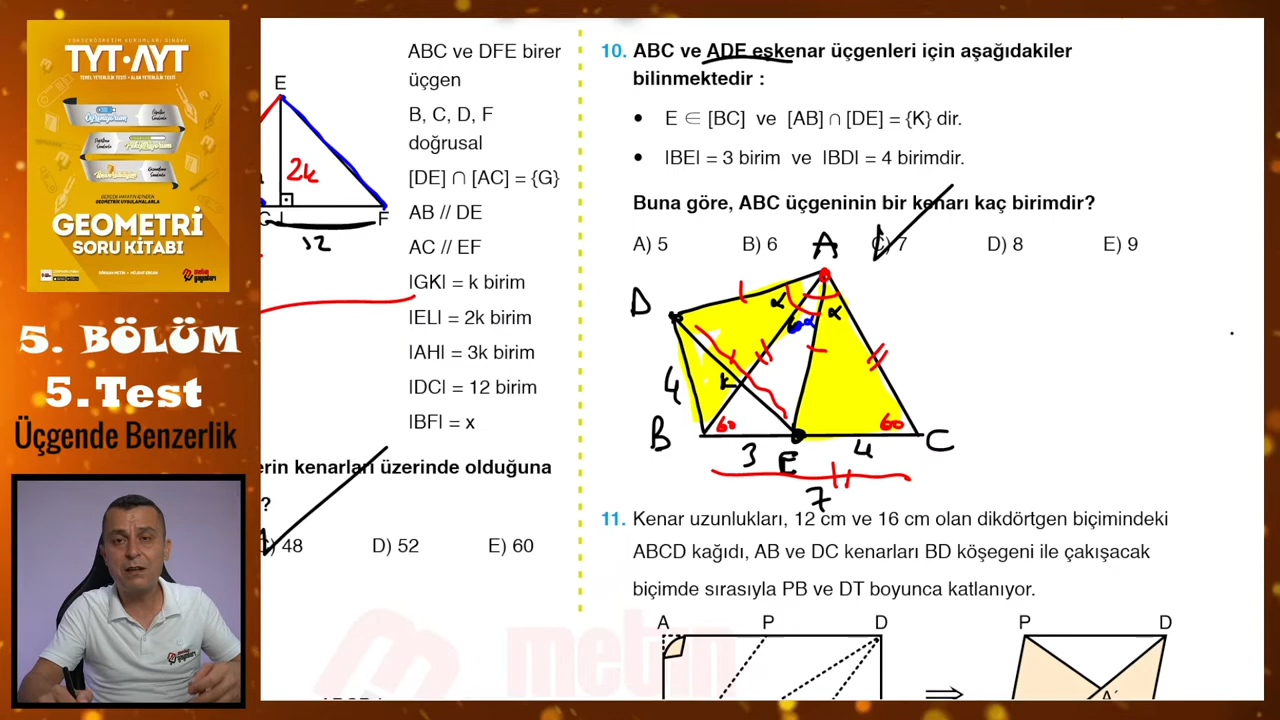 TYT•AYT
GEOMETRİ
SORU KİTABI
5. BÖLÜM
5.Test
Üçgende Benzerlik
E
2k
F
12
ABC ve DFE birer
üçgen
B, C, D, F
doğrusal
[DE] ∩ [AC] = {G}
AB // DE
AC // EF
|GK| = k birim
|EL| = 2k birim
|AH| = 3k birim
|DC| = 12 birim
|BF| = x
erin kenarları üzerinde olduğuna
?
48 D) 52 E) 60
10. ABC ve ADE eşkenar üçgenleri için aşağıdakiler
bilinmektedir :
• E ∈ [BC] ve [AB] ∩ [DE] = {K} dir.
• |BE| = 3 birim ve |BD| = 4 birimdir.
Buna göre, ABC üçgeninin bir kenarı kaç birimdir?
A) 5 B) 6 C) 7 D) 8 E) 9
A
D
α α
K
4
60 60
B C
3 E 4
7
11. Kenar uzunlukları, 12 cm ve 16 cm olan dikdörtgen biçimindeki
ABCD kağıdı, AB ve DC kenarları BD köşegeni ile çakışacak
biçimde sırasıyla PB ve DT boyunca katlanıyor.
A P D P D
A'
metin